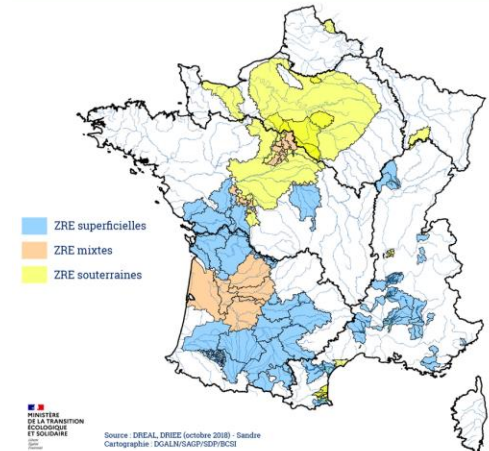 ZRE superficielles
ZRE mixtes
ZRE souterraines
MINISTÈRE
DE LA TRANSITION
ÉCOLOGIQUE
ET SOLIDAIRE
Source : DREAL, DRIEE (octobre 2018) - Sandre
Cartographie : DGALN/SAGP/SDP/BCSI